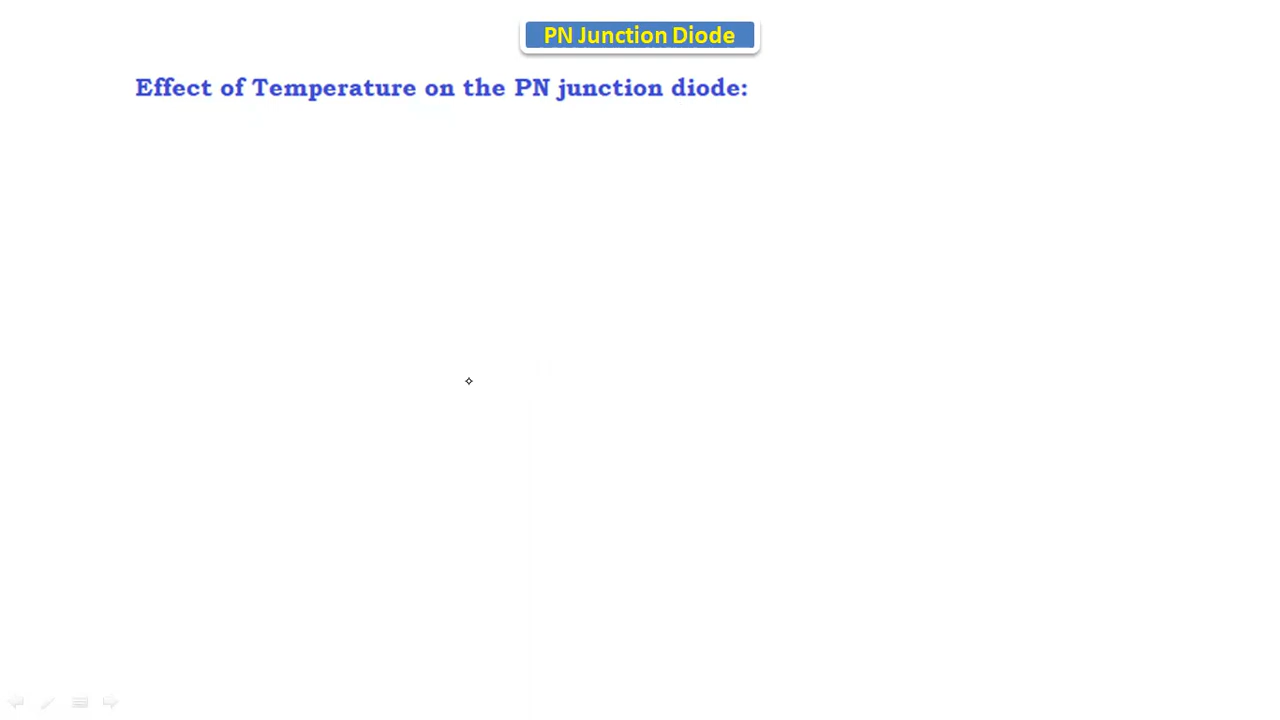 PN Junction Diode
Effect of Temperature on the PN junction diode: